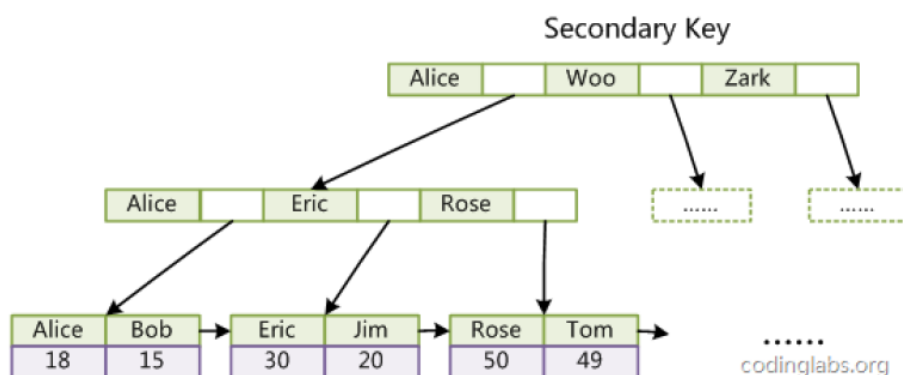 Secondary Key
Alice Woo Zark
Alice Eric Rose
...... ......
Alice Bob Eric Jim Rose Tom
18 15 30 20 50 49
......
codinglabs.org